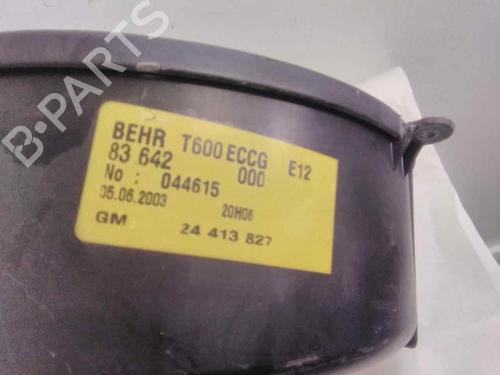 B-PARTS
BEHR T600 ECCG E12
83 642 000
No : 044615
05.06.2003 20H06
GM 24 413 827